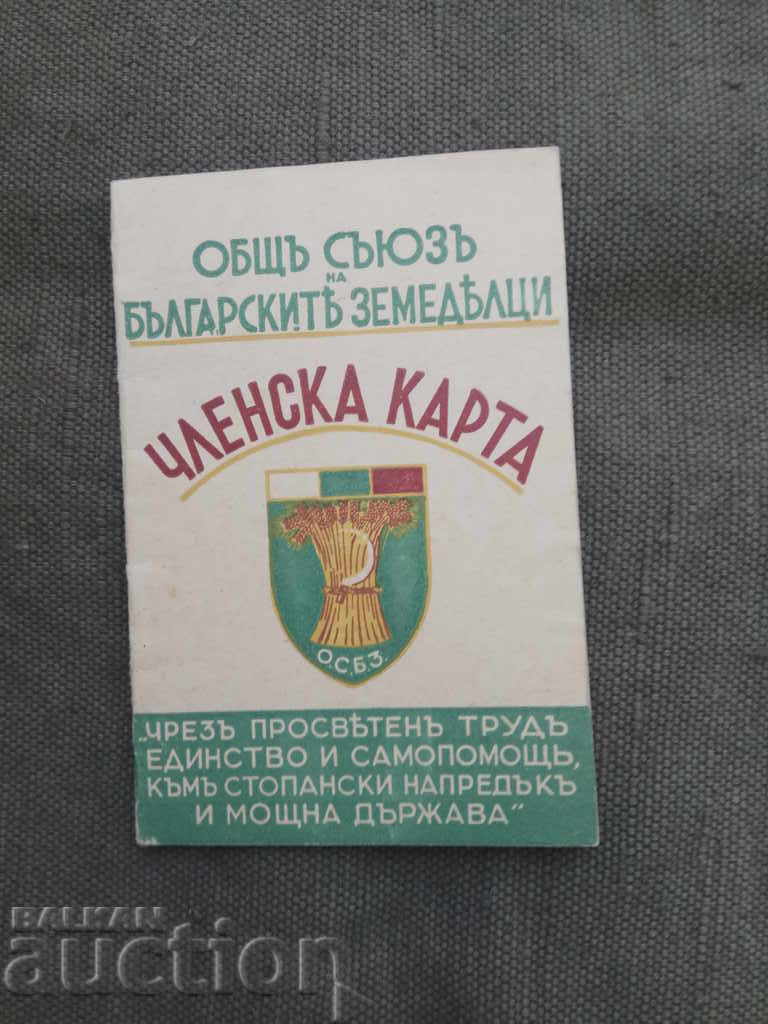 ОБЩЪ СЪЮЗЪ
НА
БЪЛГАРСКИТѢ ЗЕМЕДѢЛЦИ
ЧЛЕНСКА КАРТА
О.С.Б.З.
„ЧРЕЗЪ ПРОСВѢТЕНЪ ТРУДЪ
ЕДИНСТВО И САМОПОМОЩЬ,
КЪМЪ СТОПАНСКИ НАПРЕДЪКЪ
И МОЩНА ДЪРЖАВА“
BALKAN
auction